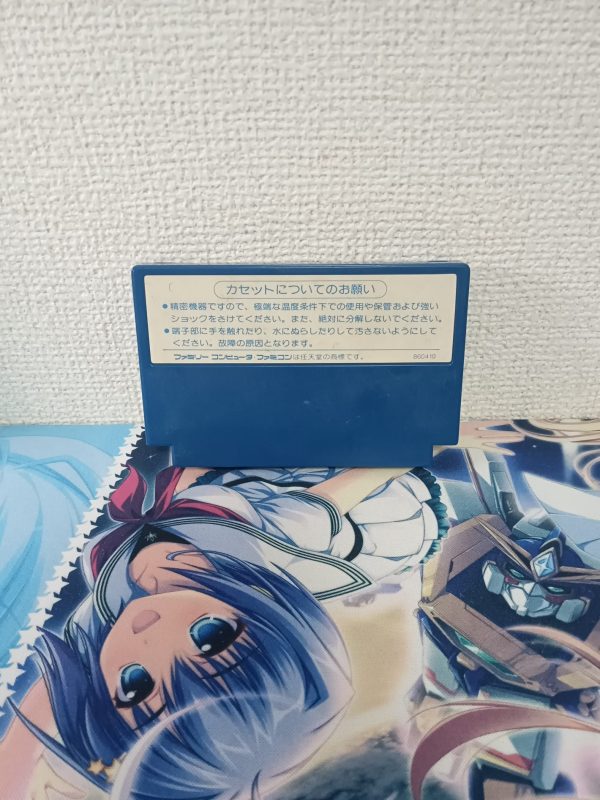 カセットについてのお願い
●精密機器ですので、極端な温度条件下での使用や保管および強い
ショックをさけてください。また、絶対に分解しないでください。
●端子部に手を触れたり、水にぬらしたりして汚さないようにして
ください。故障の原因となります。
ファミリー コンピュータ ファミコンは任天堂の商標です。 860410